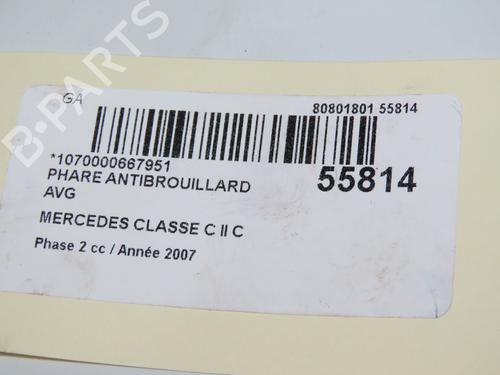 GA
80801801 55814
*1070000667951
PHARE ANTIBROUILLARD
55814
AVG
MERCEDES CLASSE C II C
Phase 2 cc / Année 2007
B-PARTS